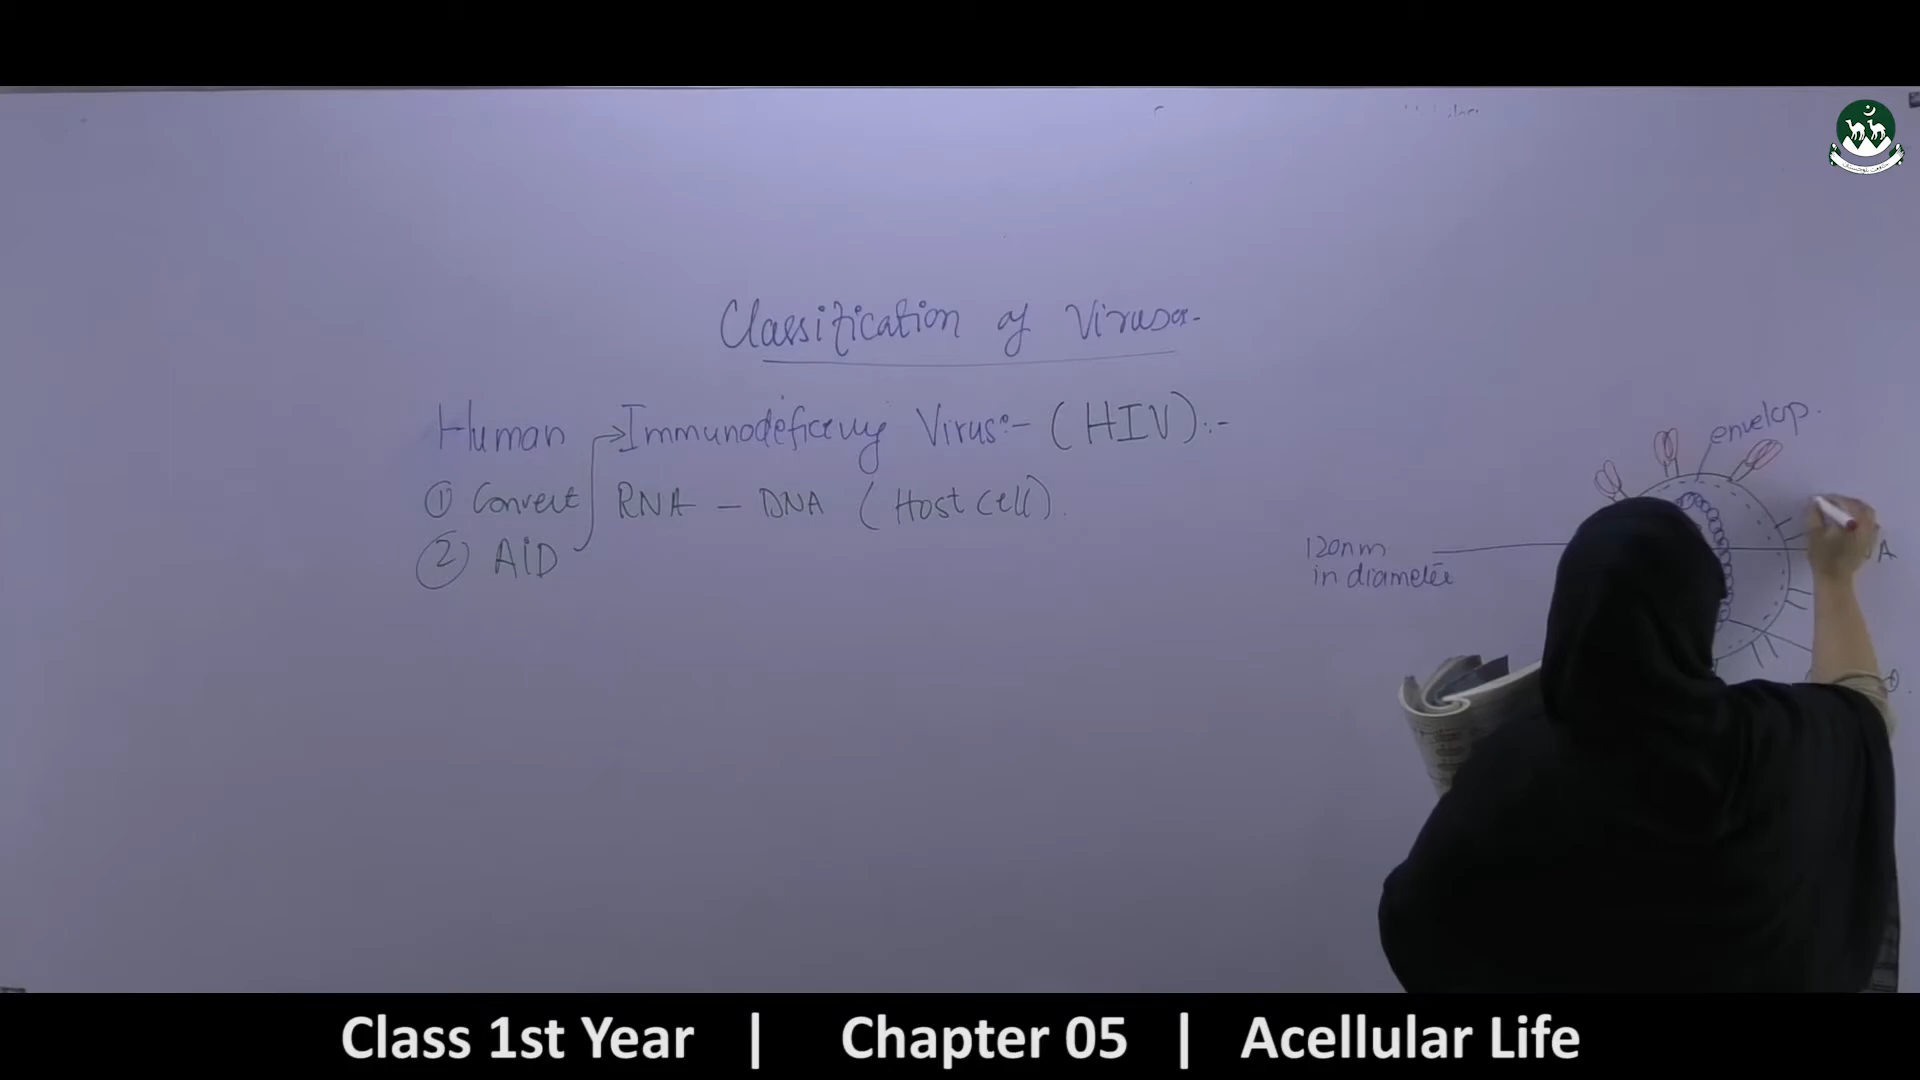 Classification of Viruses.
Human Immunodeficiency Virus:- (HIV):-
① Convert RNA - DNA (Host Cell).
② AID
envelop.
120nm
in diameter
Class 1st Year | Chapter 05 | Acellular Life